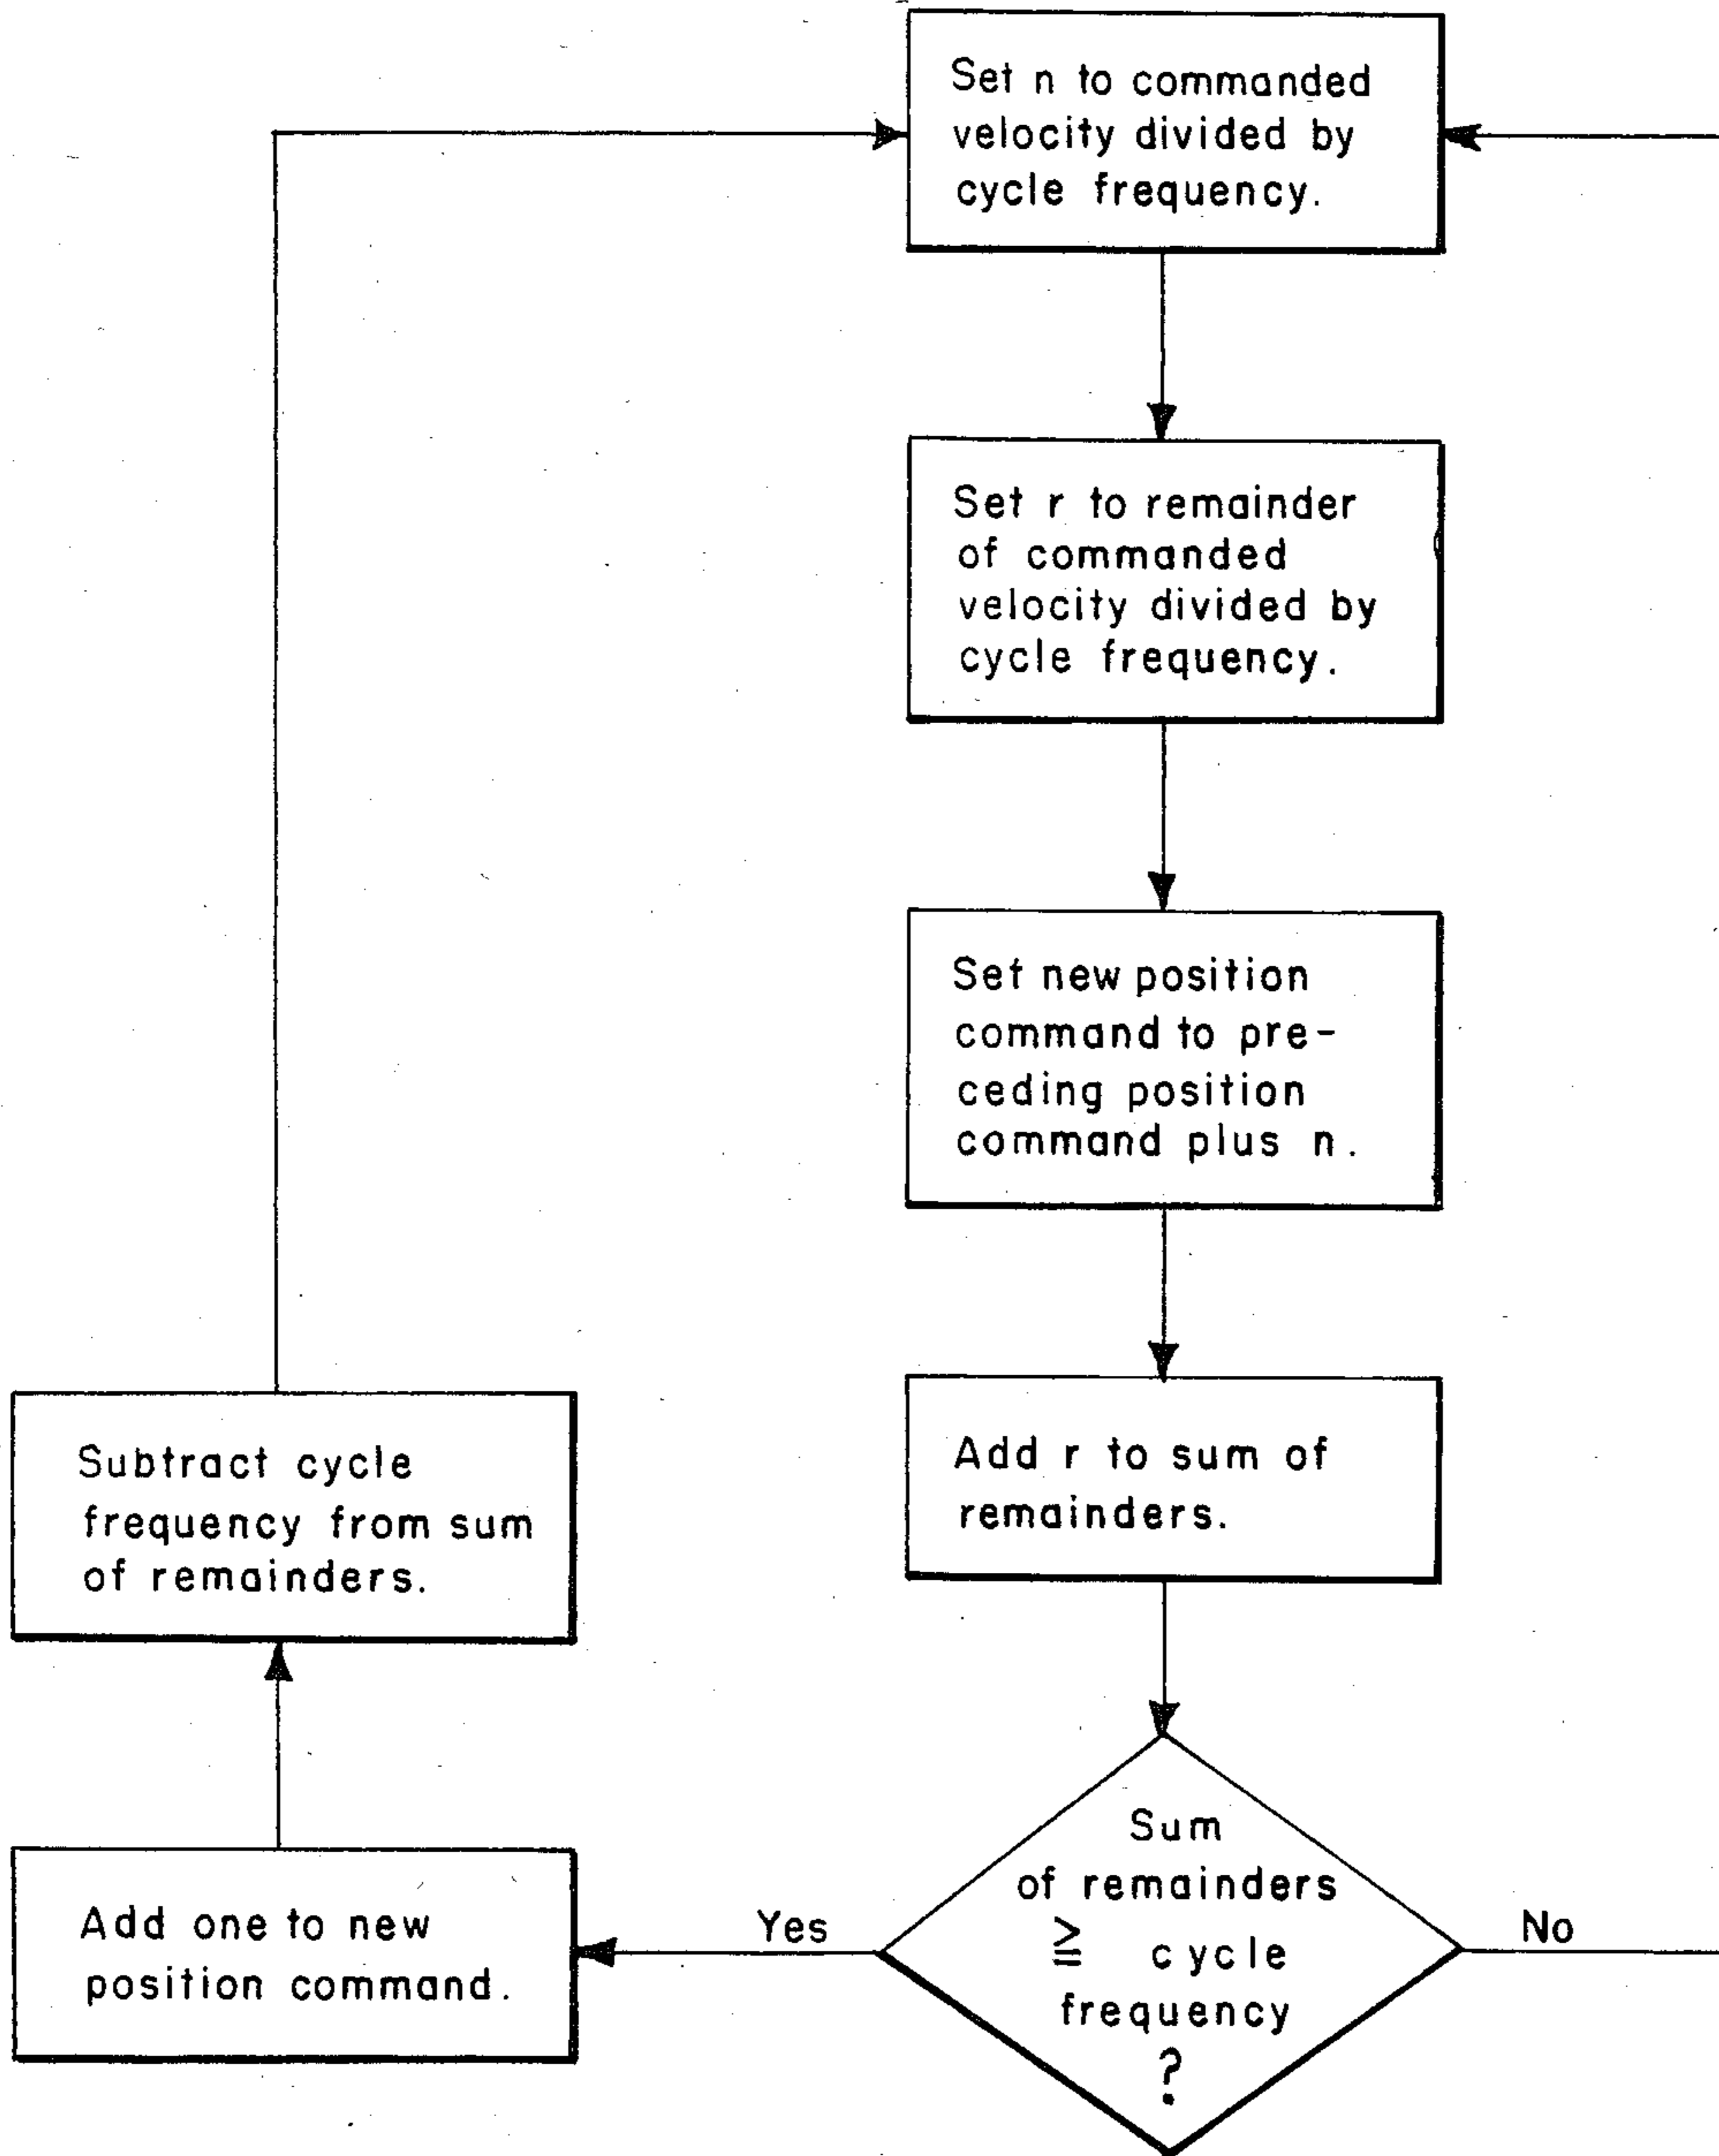 Set n to commanded
velocity divided by
cycle frequency.
Set r to remainder
of commanded
velocity divided by
cycle frequency.
Set new position
command to pre-
ceding position
command plus n.
Add r to sum of
remainders.
Sum
of remainders
≧ cycle
frequency
?
Yes
No
Add one to new
position command.
Subtract cycle
frequency from sum
of remainders.